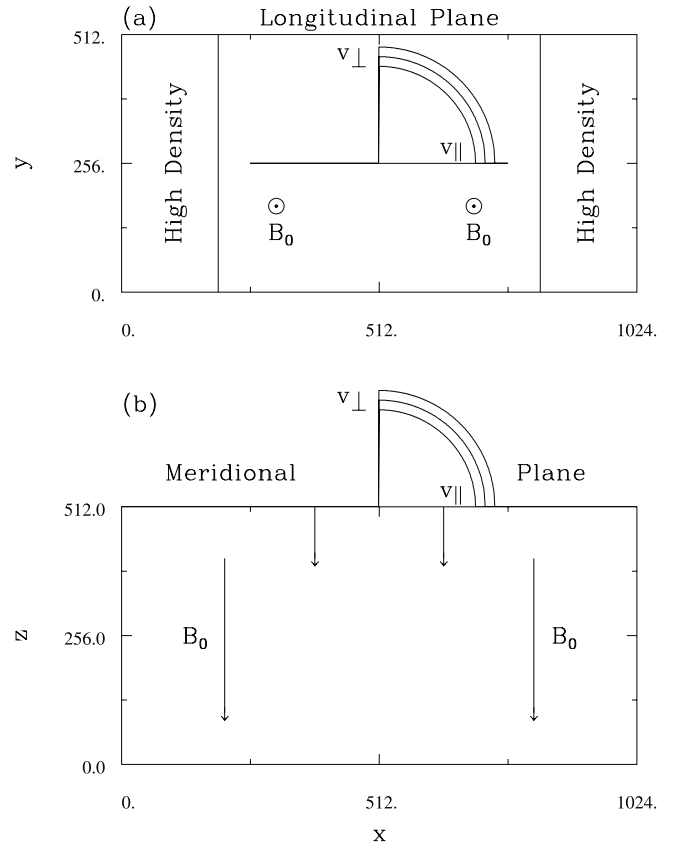 (a) Longitudinal Plane
512.
v⊥
High Density
High Density
y
256.
v||
B₀
B₀
0.
0.
512.
1024.
(b)
v⊥
Meridional
Plane
v||
512.0
z
256.0
B₀
B₀
0.0
0.
512.
1024.
x